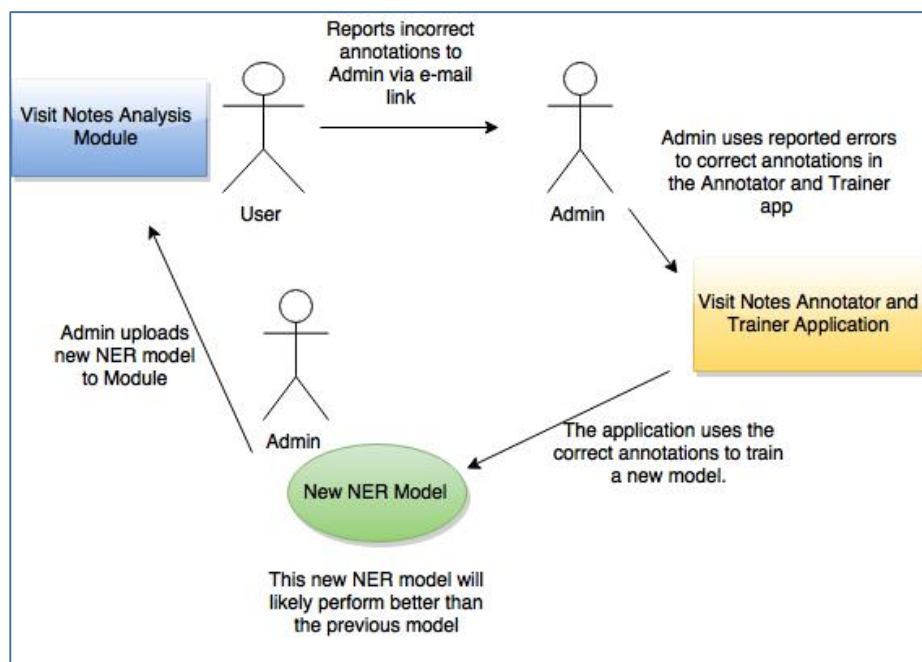 Reports incorrect
annotations to
Admin via e-mail
link
Visit Notes Analysis
Module
User
Admin
Admin uses reported errors
to correct annotations in
the Annotator and Trainer
app
Visit Notes Annotator and
Trainer Application
Admin uploads
new NER model
to Module
Admin
The application uses the
correct annotations to train
a new model.
New NER Model
This new NER model will
likely perform better than
the previous model